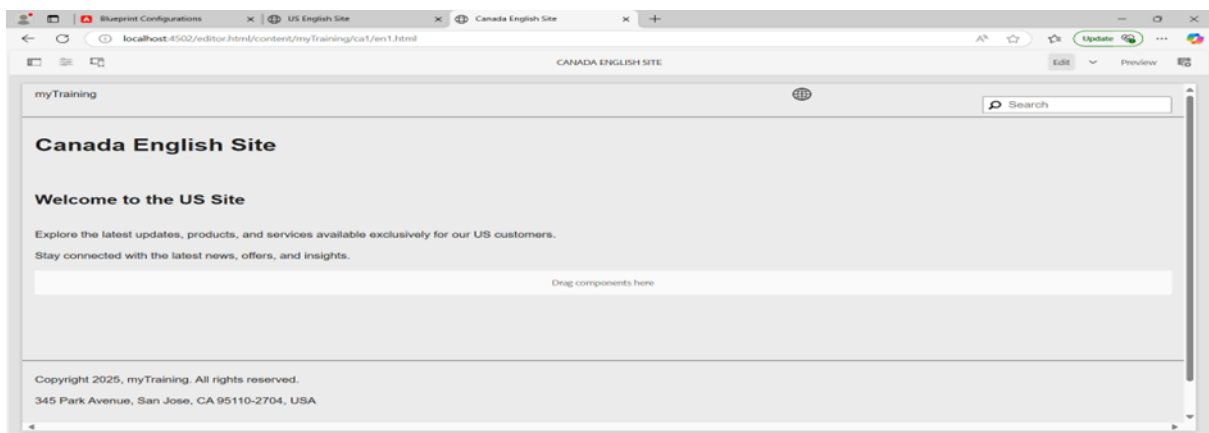 Blueprint Configurations
US English Site
Canada English Site
localhost:4502/editor.html/content/myTraining/ca1/en1.html
Update
CANADA ENGLISH SITE
Edit
Preview
myTraining
Search
Canada English Site
Welcome to the US Site
Explore the latest updates, products, and services available exclusively for our US customers.
Stay connected with the latest news, offers, and insights.
Drag components here
Copyright 2025, myTraining. All rights reserved.
345 Park Avenue, San Jose, CA 95110-2704, USA